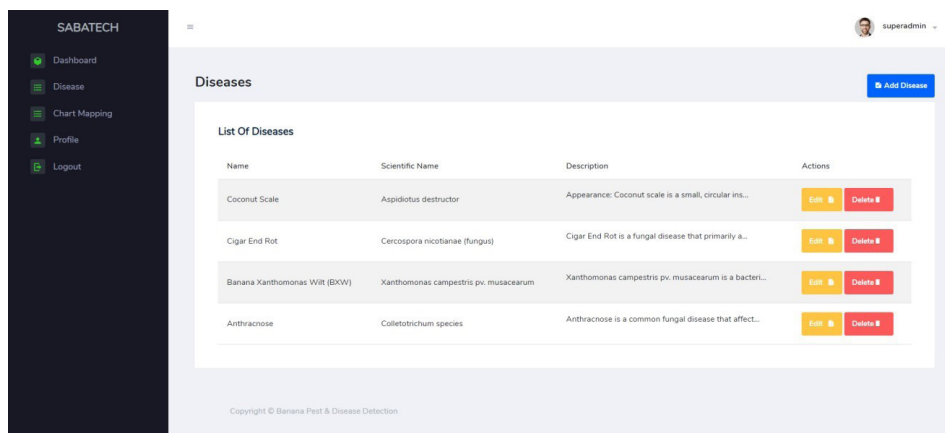 SABATECH
superadmin
Dashboard
Disease
Chart Mapping
Profile
Logout
Diseases
Add Disease
List Of Diseases
Name Scientific Name Description Actions
Coconut Scale Aspidiotus destructor Appearance: Coconut scale is a small, circular ins... Edit Delete
Cigar End Rot Cercospora nicotianae (fungus) Cigar End Rot is a fungal disease that primarily a... Edit Delete
Banana Xanthomonas Wilt (BXW) Xanthomonas campestris pv. musacearum Xanthomonas campestris pv. musacearum is a bacteri... Edit Delete
Anthracnose Colletotrichum species Anthracnose is a common fungal disease that affect... Edit Delete
Copyright © Banana Pest & Disease Detection